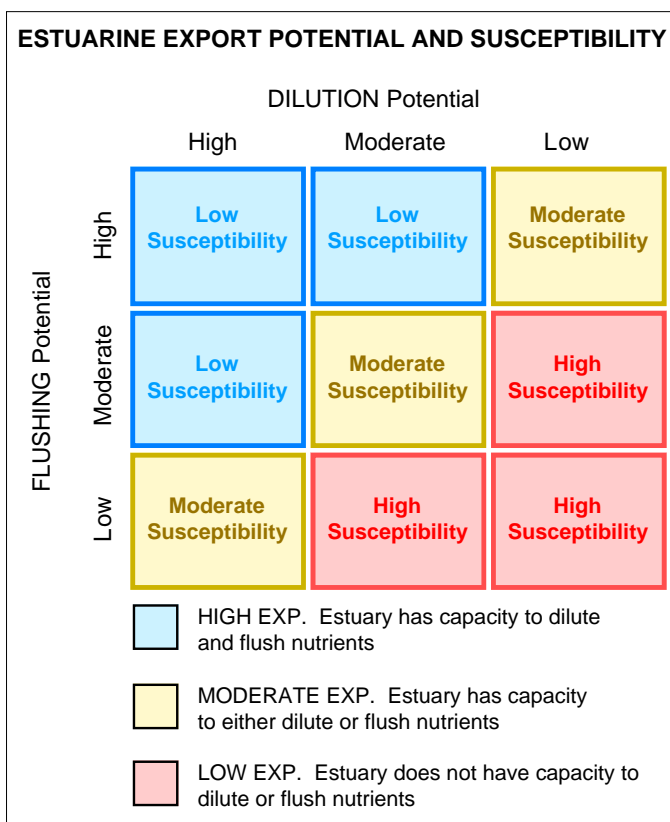 ESTUARINE EXPORT POTENTIAL AND SUSCEPTIBILITY
DILUTION Potential
High Moderate Low
FLUSHING Potential
High
Low
Susceptibility
Low
Susceptibility
Moderate
Susceptibility
Moderate
Low
Susceptibility
Moderate
Susceptibility
High
Susceptibility
Low
Moderate
Susceptibility
High
Susceptibility
High
Susceptibility
HIGH EXP. Estuary has capacity to dilute
and flush nutrients
MODERATE EXP. Estuary has capacity
to either dilute or flush nutrients
LOW EXP. Estuary does not have capacity to
dilute or flush nutrients